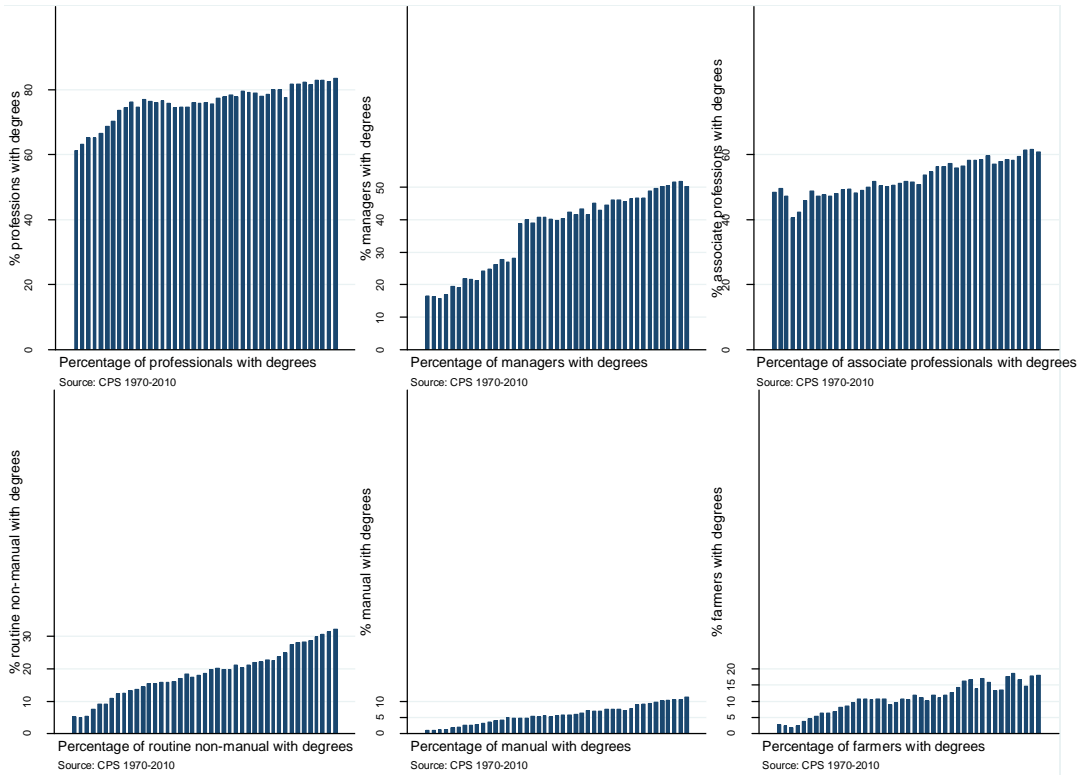 % professions with degrees
80
60
40
20
0
Percentage of professionals with degrees
Source: CPS 1970-2010
% managers with degrees
50
40
30
20
10
0
Percentage of managers with degrees
Source: CPS 1970-2010
% associate professions with degrees
60
40
20
0
Percentage of associate professionals with degrees
Source: CPS 1970-2010
% routine non-manual with degrees
30
20
10
0
Percentage of routine non-manual with degrees
Source: CPS 1970-2010
% manual with degrees
10
5
0
Percentage of manual with degrees
Source: CPS 1970-2010
% farmers with degrees
20
15
10
5
0
Percentage of farmers with degrees
Source: CPS 1970-2010